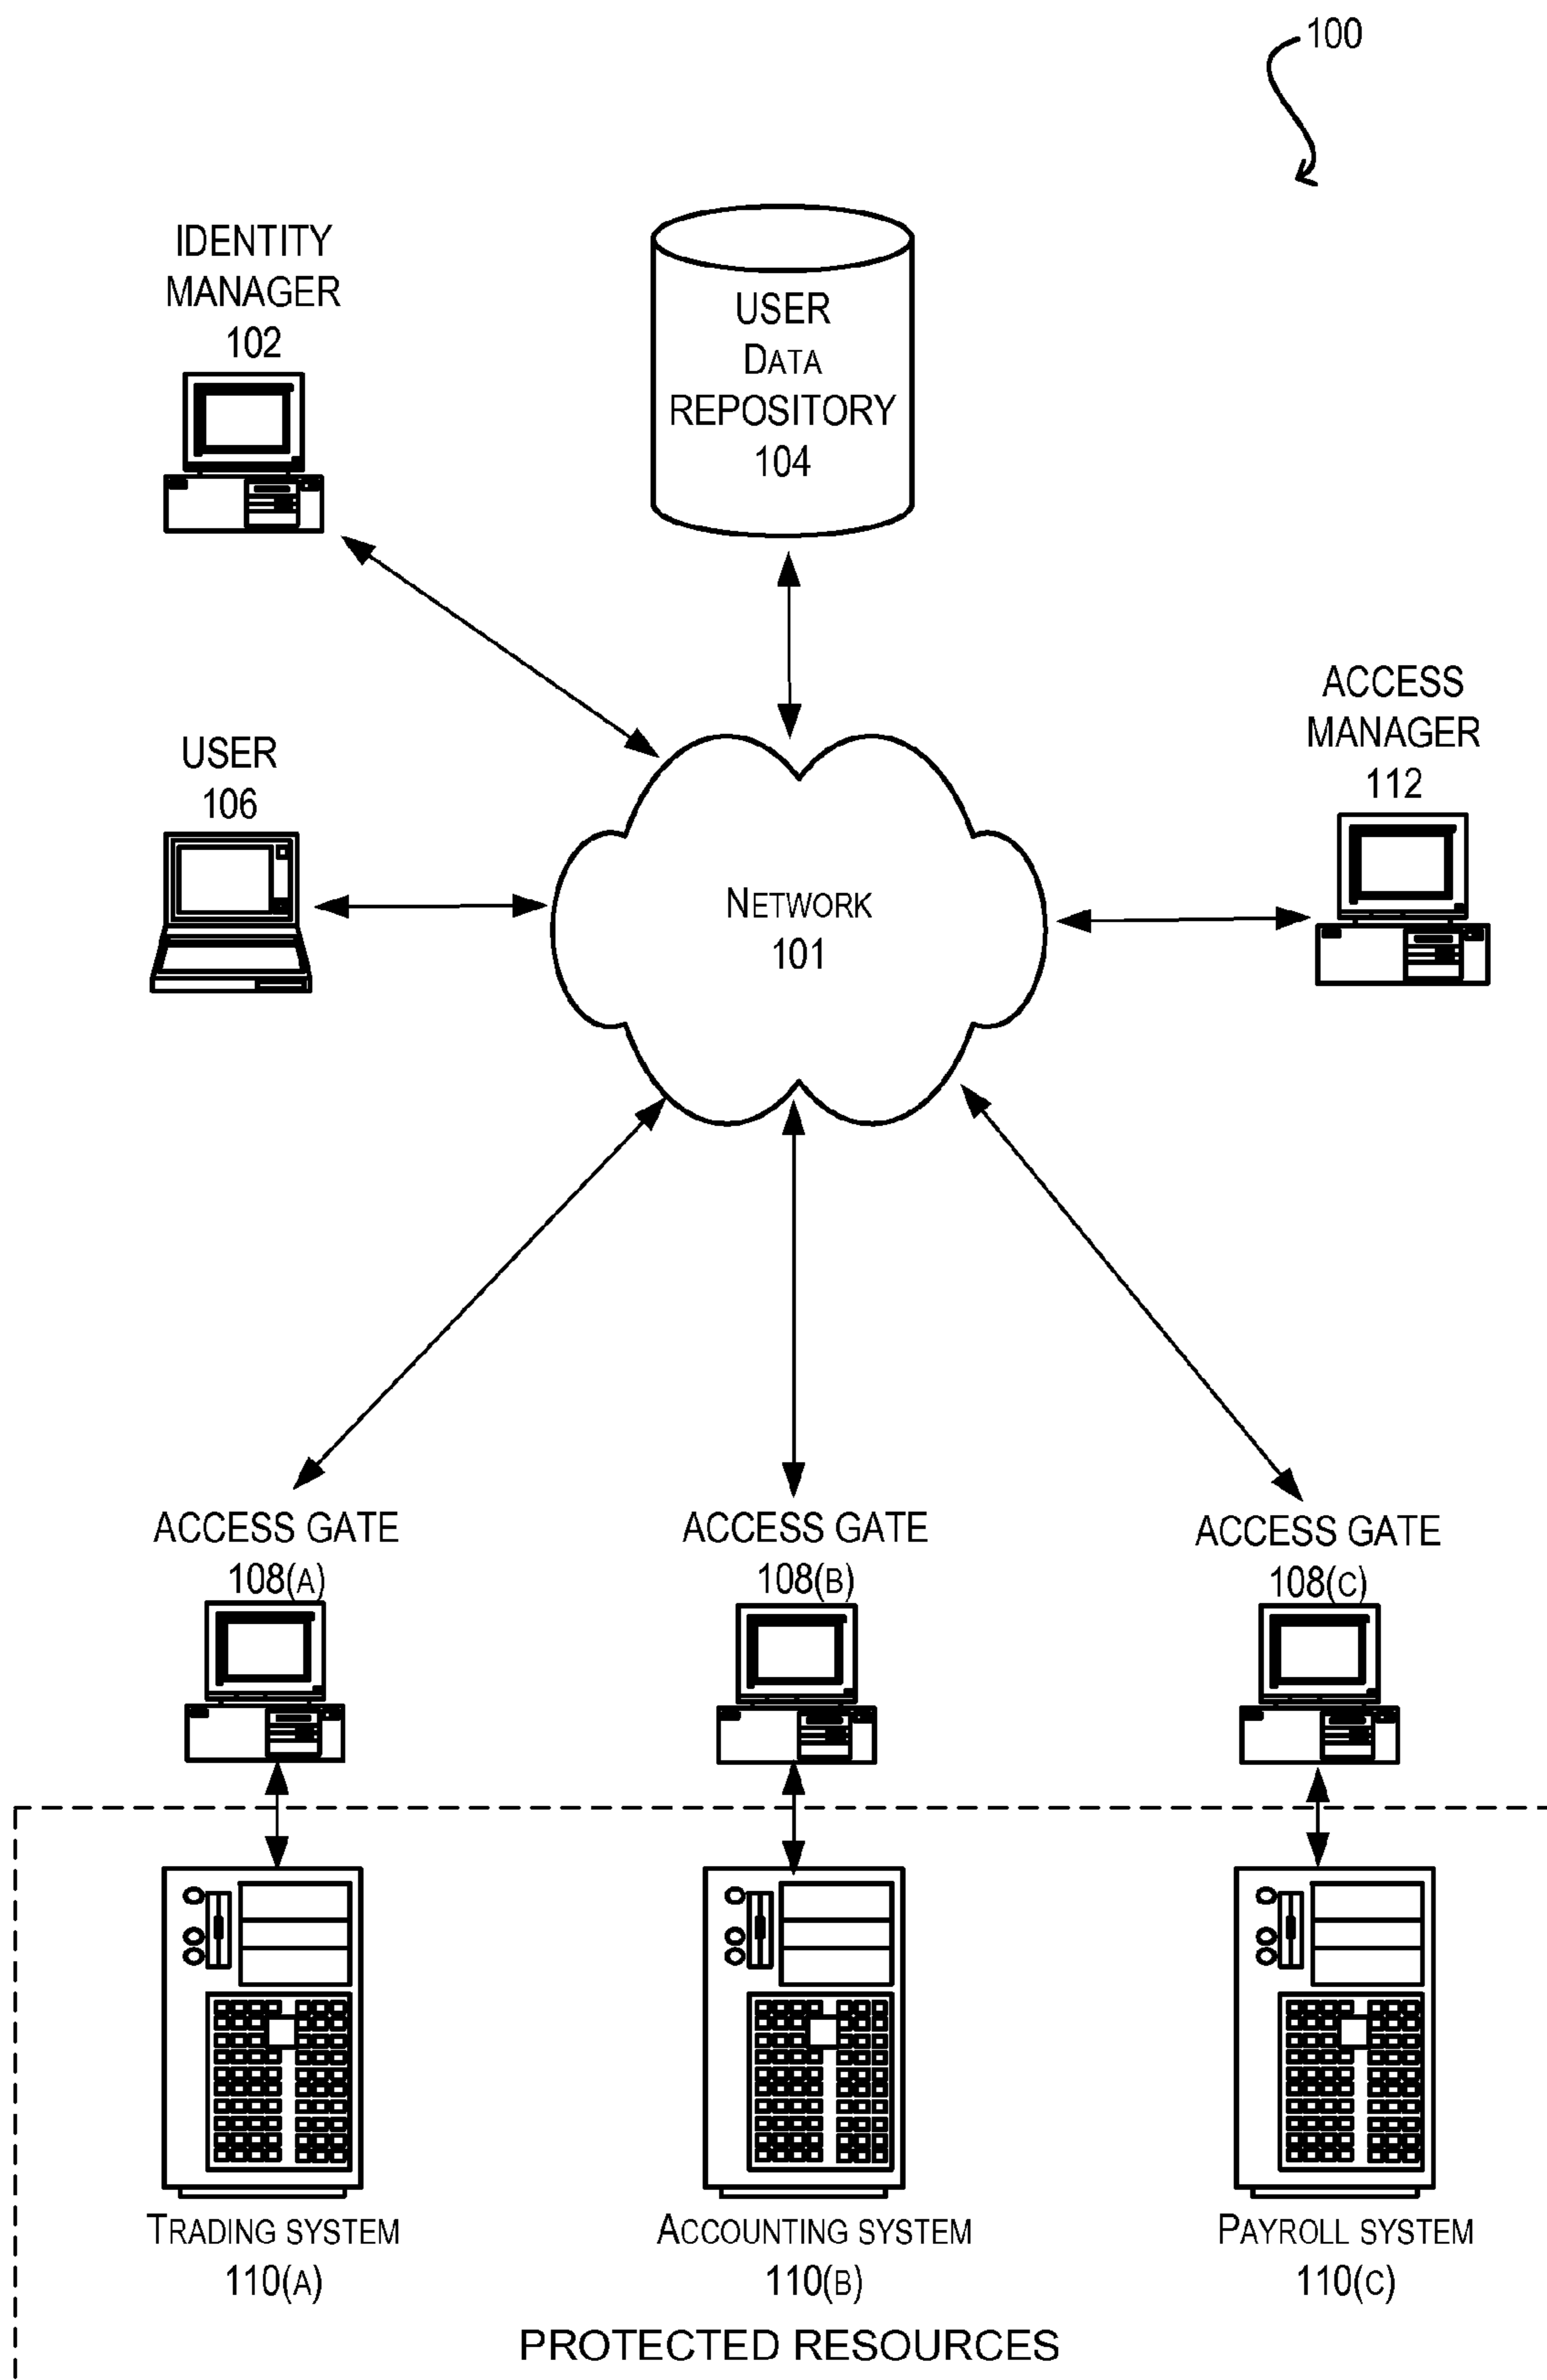 100
IDENTITY
MANAGER
102
USER
DATA
REPOSITORY
104
ACCESS
MANAGER
112
USER
106
NETWORK
101
ACCESS GATE
108(A)
ACCESS GATE
108(B)
ACCESS GATE
108(C)
TRADING SYSTEM
110(A)
ACCOUNTING SYSTEM
110(B)
PAYROLL SYSTEM
110(C)
PROTECTED RESOURCES